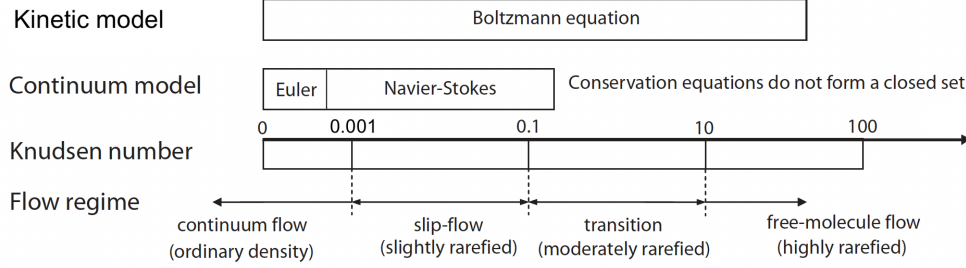 Kinetic model
Boltzmann equation
Continuum model
Euler
Navier-Stokes
Conservation equations do not form a closed set
0
0.001
0.1
10
100
Knudsen number
Flow regime
continuum flow
(ordinary density)
slip-flow
(slightly rarefied)
transition
(moderately rarefied)
free-molecule flow
(highly rarefied)